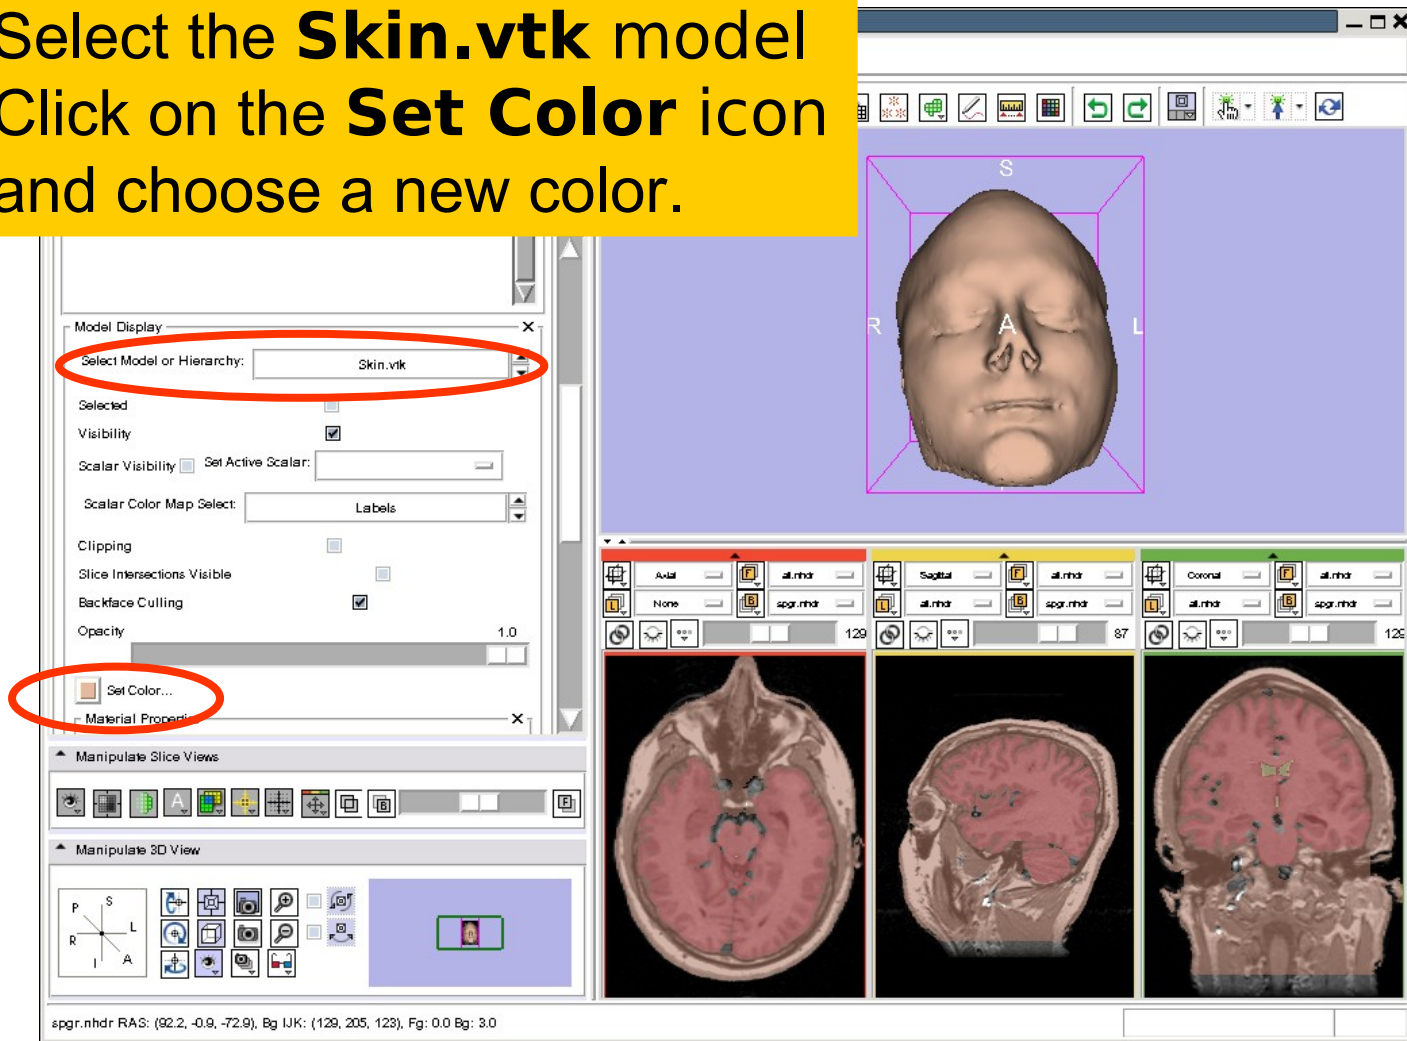 Select the Skin.vtk model
Click on the Set Color icon
and choose a new color.
S
R A L
Model Display
Select Model or Hierarchy: Skin.vtk
Selected
Visibility
Scalar Visibility Set Active Scalar:
Scalar Color Map Select: Labels
Clipping
Slice Intersections Visible
Backface Culling
Opacity 1.0
Set Color...
Material Properti
Manipulate Slice Views
A B F
Manipulate 3D View
P S
R L
I A
Axial F all.nhdr
L None B spgr.nhdr
129
Sagittal F all.nhdr
L all.nhdr B spgr.nhdr
87
Coronal F all.nhdr
L all.nhdr B spgr.nhdr
129
spgr.nhdr RAS: (92.2, -0.9, -72.9), Bg IJK: (129, 205, 123), Fg: 0.0 Bg: 3.0